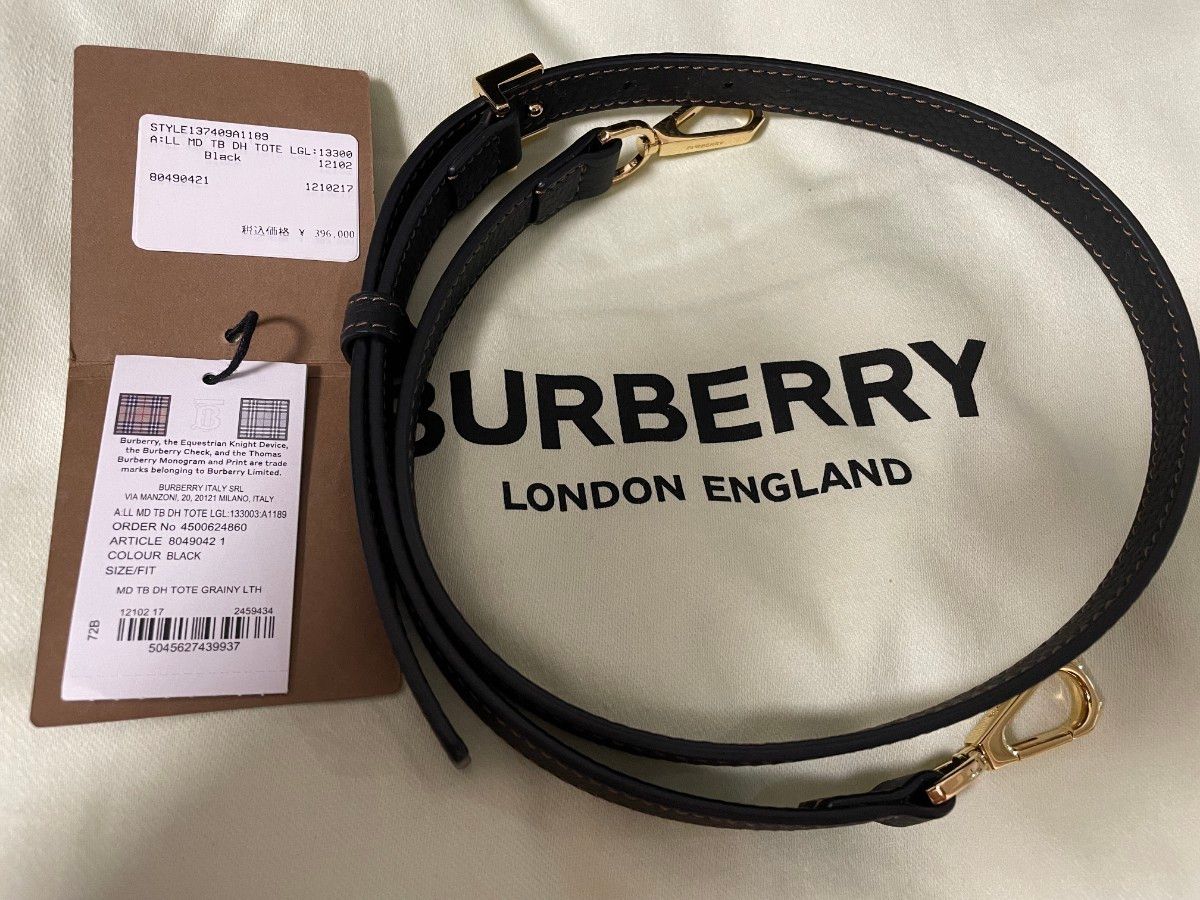 STYLE137409A1189
A:LL MD TB DH TOTE LGL:13300
Black 12102
80490421 1210217
税込価格 ¥ 396,000
Burberry, the Equestrian Knight Device,
the Burberry Check, and the Thomas
Burberry Monogram and Print are trade
marks belonging to Burberry Limited.
BURBERRY ITALY SRL
VIA MANZONI, 20, 20121 MILANO, ITALY
A:LL MD TB DH TOTE LGL:133003:A1189
ORDER No 4500624860
ARTICLE 8049042 1
COLOUR BLACK
SIZE/FIT
MD TB DH TOTE GRAINY LTH
12102 17 2459434
72B
5045627439937
BURBERRY
BURBERRY
LONDON ENGLAND